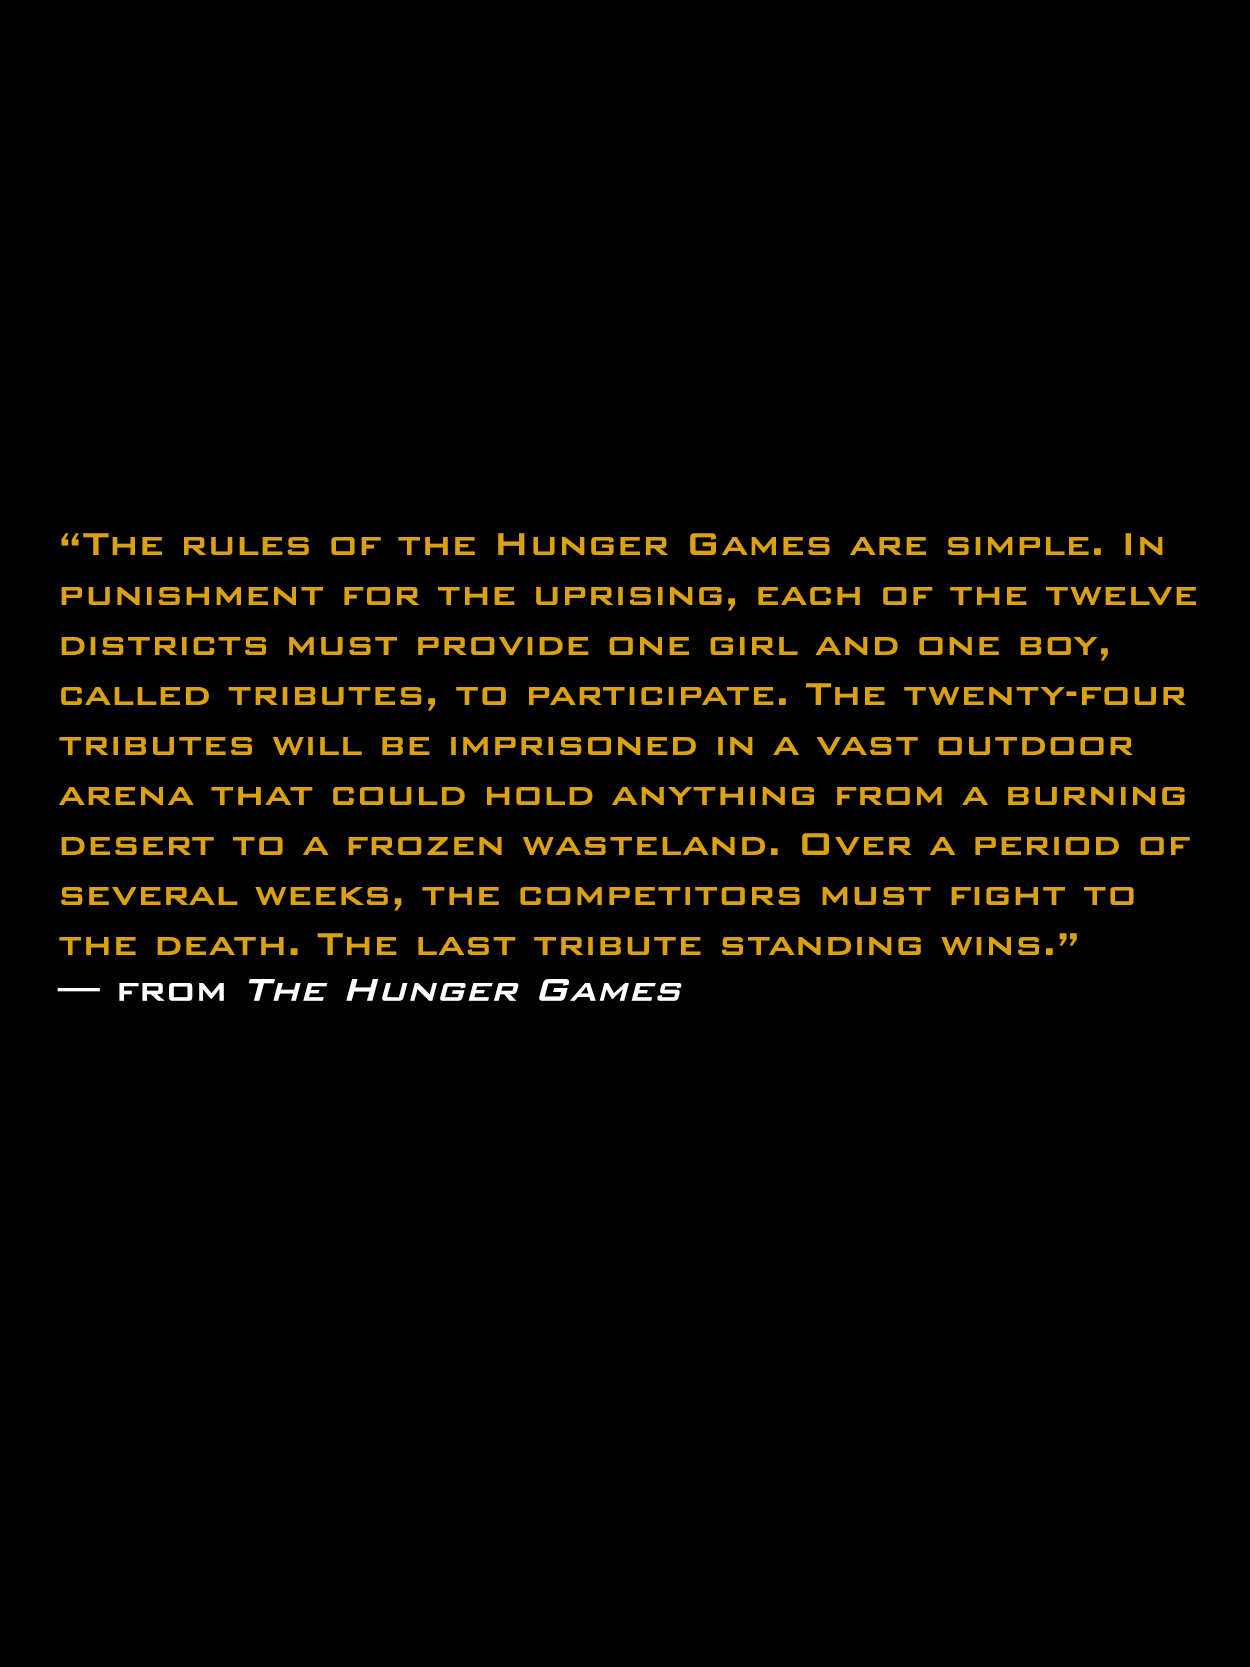 “The rules of the Hunger Games are simple. In
punishment for the uprising, each of the twelve
districts must provide one girl and one boy,
called tributes, to participate. The twenty-four
tributes will be imprisoned in a vast outdoor
arena that could hold anything from a burning
desert to a frozen wasteland. Over a period of
several weeks, the competitors must fight to
the death. The last tribute standing wins.”
— from The Hunger Games